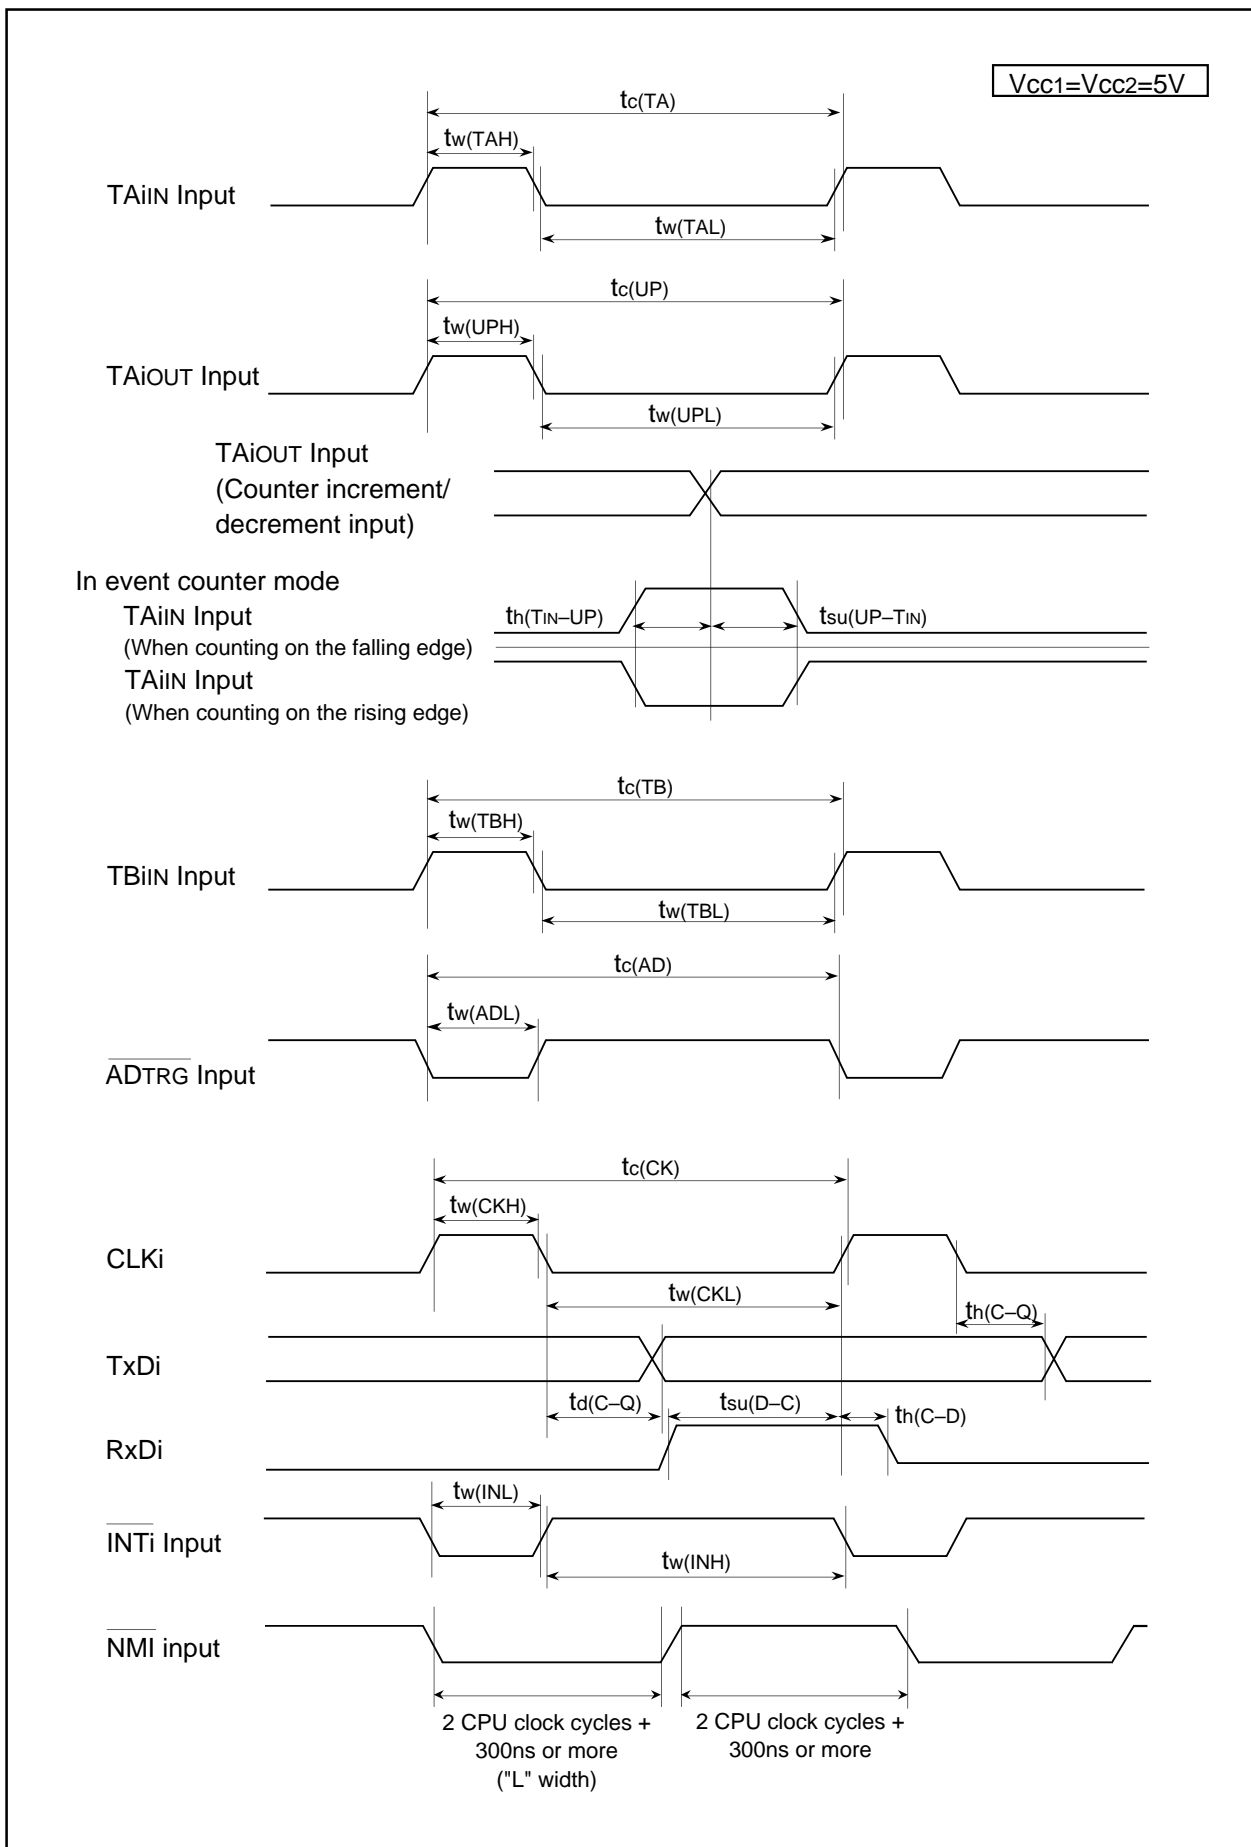 Vcc1=Vcc2=5V
tc(TA)
tw(TAH)
TAiIN Input
tw(TAL)
tc(UP)
tw(UPH)
TAiOUT Input
tw(UPL)
TAiOUT Input
(Counter increment/
decrement input)
In event counter mode
TAiIN Input
(When counting on the falling edge)
th(TIN–UP)
tsu(UP–TIN)
TAiIN Input
(When counting on the rising edge)
tc(TB)
tw(TBH)
TBiIN Input
tw(TBL)
tc(AD)
tw(ADL)
ADTRG Input
tc(CK)
tw(CKH)
CLKi
tw(CKL)
th(C–Q)
TxDi
td(C–Q)
tsu(D–C)
th(C–D)
RxDi
tw(INL)
INTi Input
tw(INH)
NMI input
2 CPU clock cycles +
300ns or more
("L" width)
2 CPU clock cycles +
300ns or more